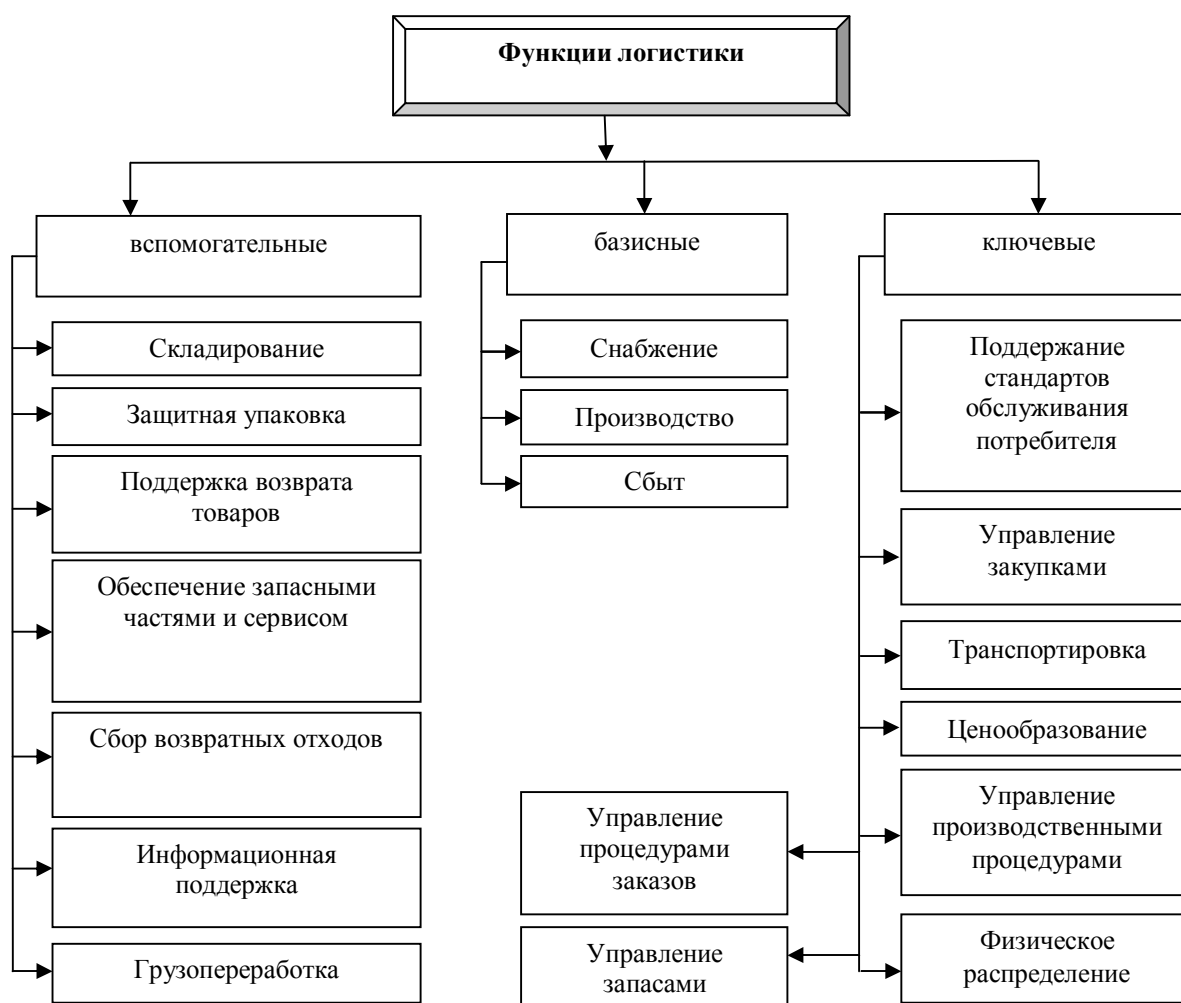 Функции логистики
вспомогательные
Складирование
Защитная упаковка
Поддержка возврата
товаров
Обеспечение запасными
частями и сервисом
Сбор возвратных отходов
Информационная
поддержка
Грузопереработка
базисные
Снабжение
Производство
Сбыт
ключевые
Поддержание
стандартов
обслуживания
потребителя
Управление
закупками
Транспортировка
Ценообразование
Управление
производственными
процедурами
Физическое
распределение
Управление
процедурами
заказов
Управление
запасами